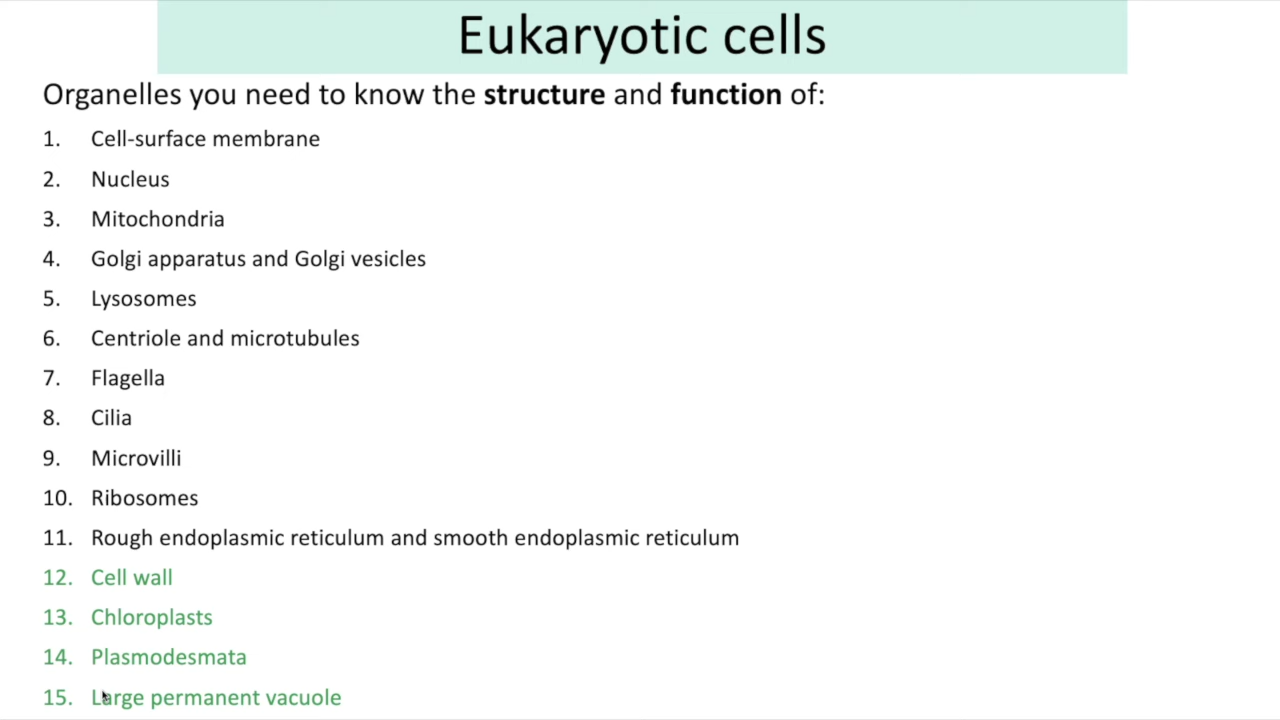 Eukaryotic cells
Organelles you need to know the structure and function of:
1. Cell-surface membrane
2. Nucleus
3. Mitochondria
4. Golgi apparatus and Golgi vesicles
5. Lysosomes
6. Centriole and microtubules
7. Flagella
8. Cilia
9. Microvilli
10. Ribosomes
11. Rough endoplasmic reticulum and smooth endoplasmic reticulum
12. Cell wall
13. Chloroplasts
14. Plasmodesmata
15. Large permanent vacuole